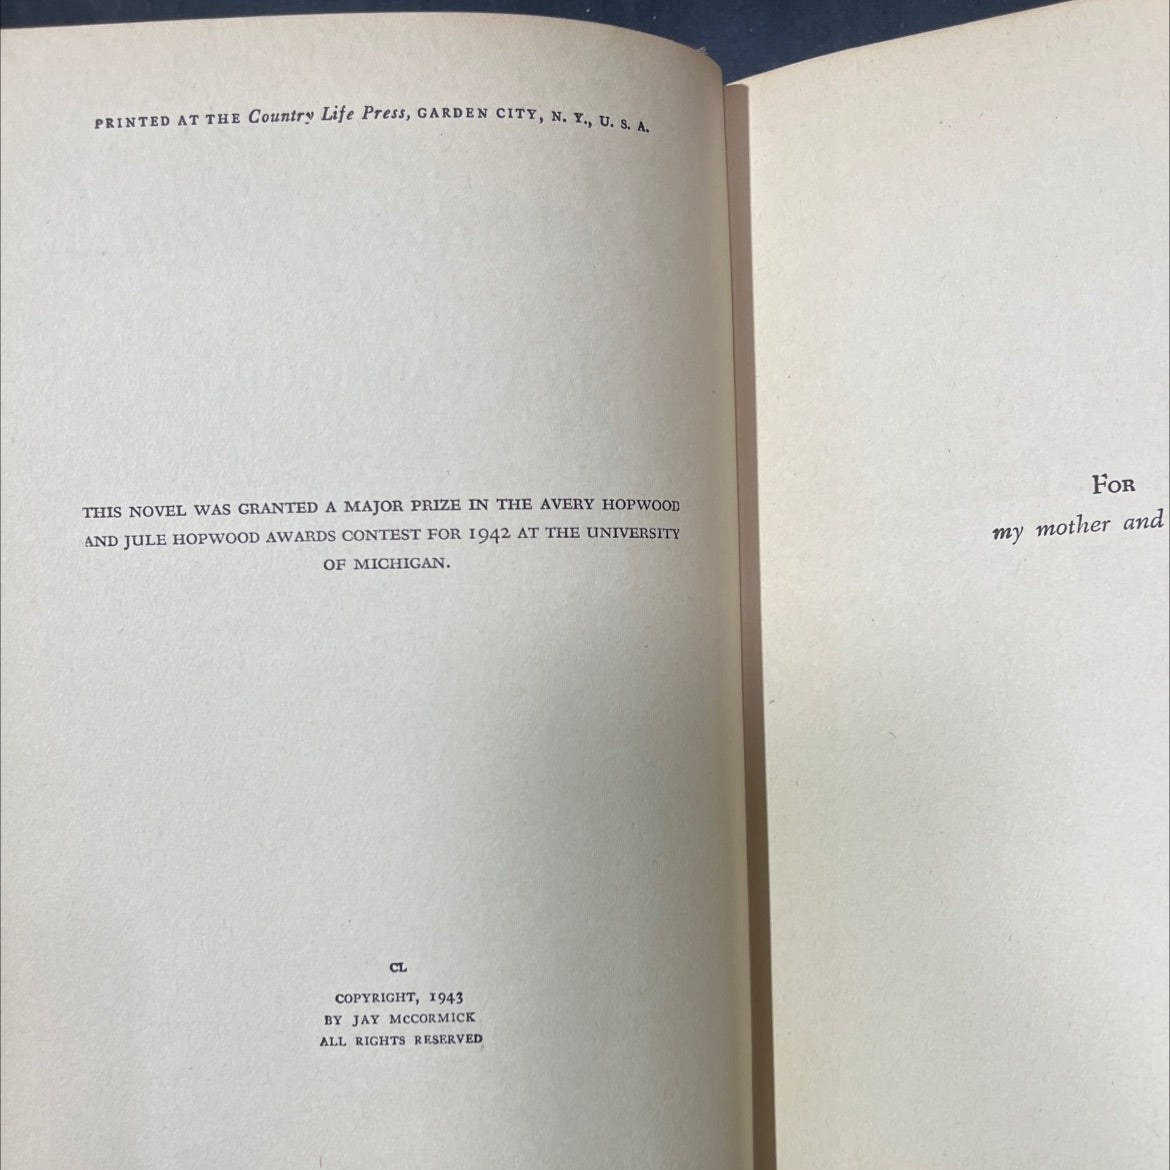 PRINTED AT THE Country Life Press, GARDEN CITY, N. Y., U. S. A.
THIS NOVEL WAS GRANTED A MAJOR PRIZE IN THE AVERY HOPWOOD
AND JULE HOPWOOD AWARDS CONTEST FOR 1942 AT THE UNIVERSITY
OF MICHIGAN.
CL
COPYRIGHT, 1943
BY JAY McCORMICK
ALL RIGHTS RESERVED
FOR
my mother and